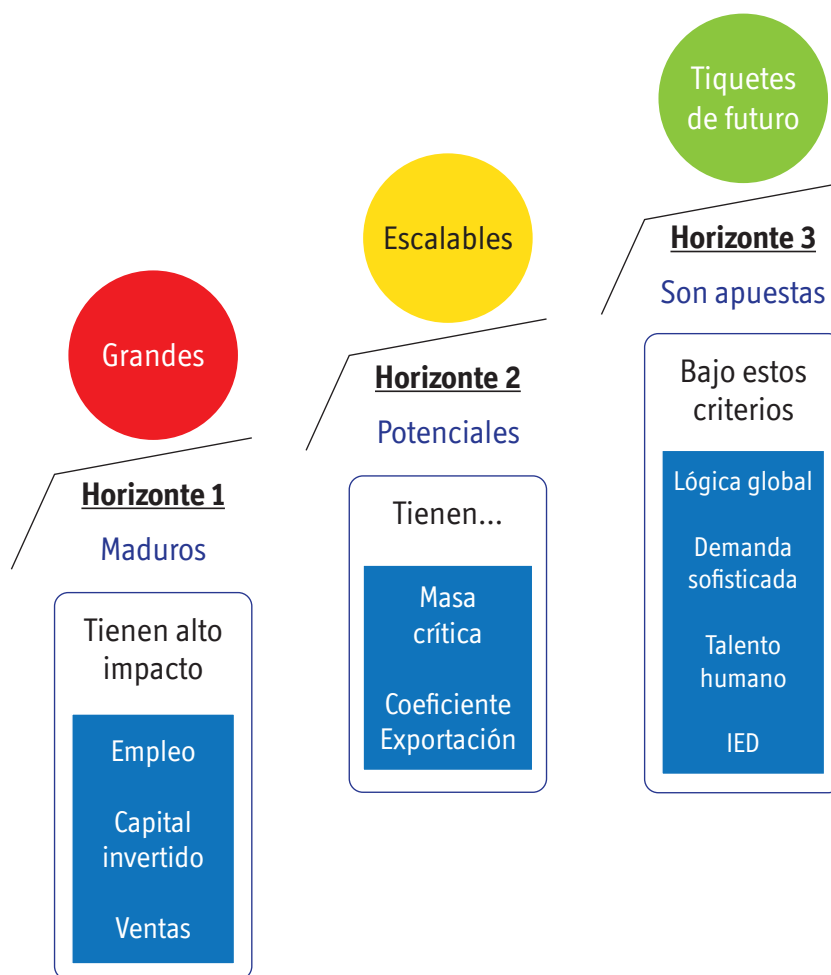 Grandes
Horizonte 1
Maduros
Tienen alto
impacto
Empleo
Capital
invertido
Ventas
Escalables
Horizonte 2
Potenciales
Tienen...
Masa
crítica
Coeficiente
Exportación
Tiquetes
de futuro
Horizonte 3
Son apuestas
Bajo estos
criterios
Lógica global
Demanda
sofisticada
Talento
humano
IED